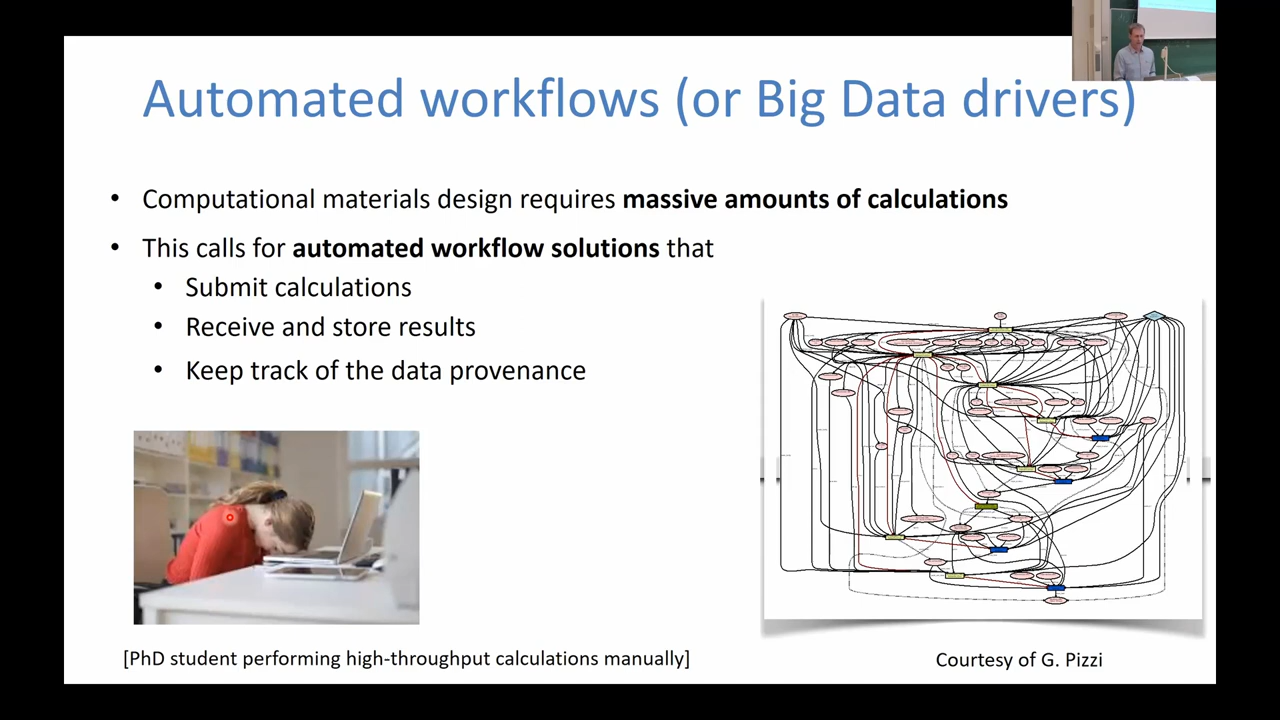 Automated workflows (or Big Data drivers)
• Computational materials design requires massive amounts of calculations
• This calls for automated workflow solutions that
• Submit calculations
• Receive and store results
• Keep track of the data provenance
[PhD student performing high-throughput calculations manually]
Courtesy of G. Pizzi